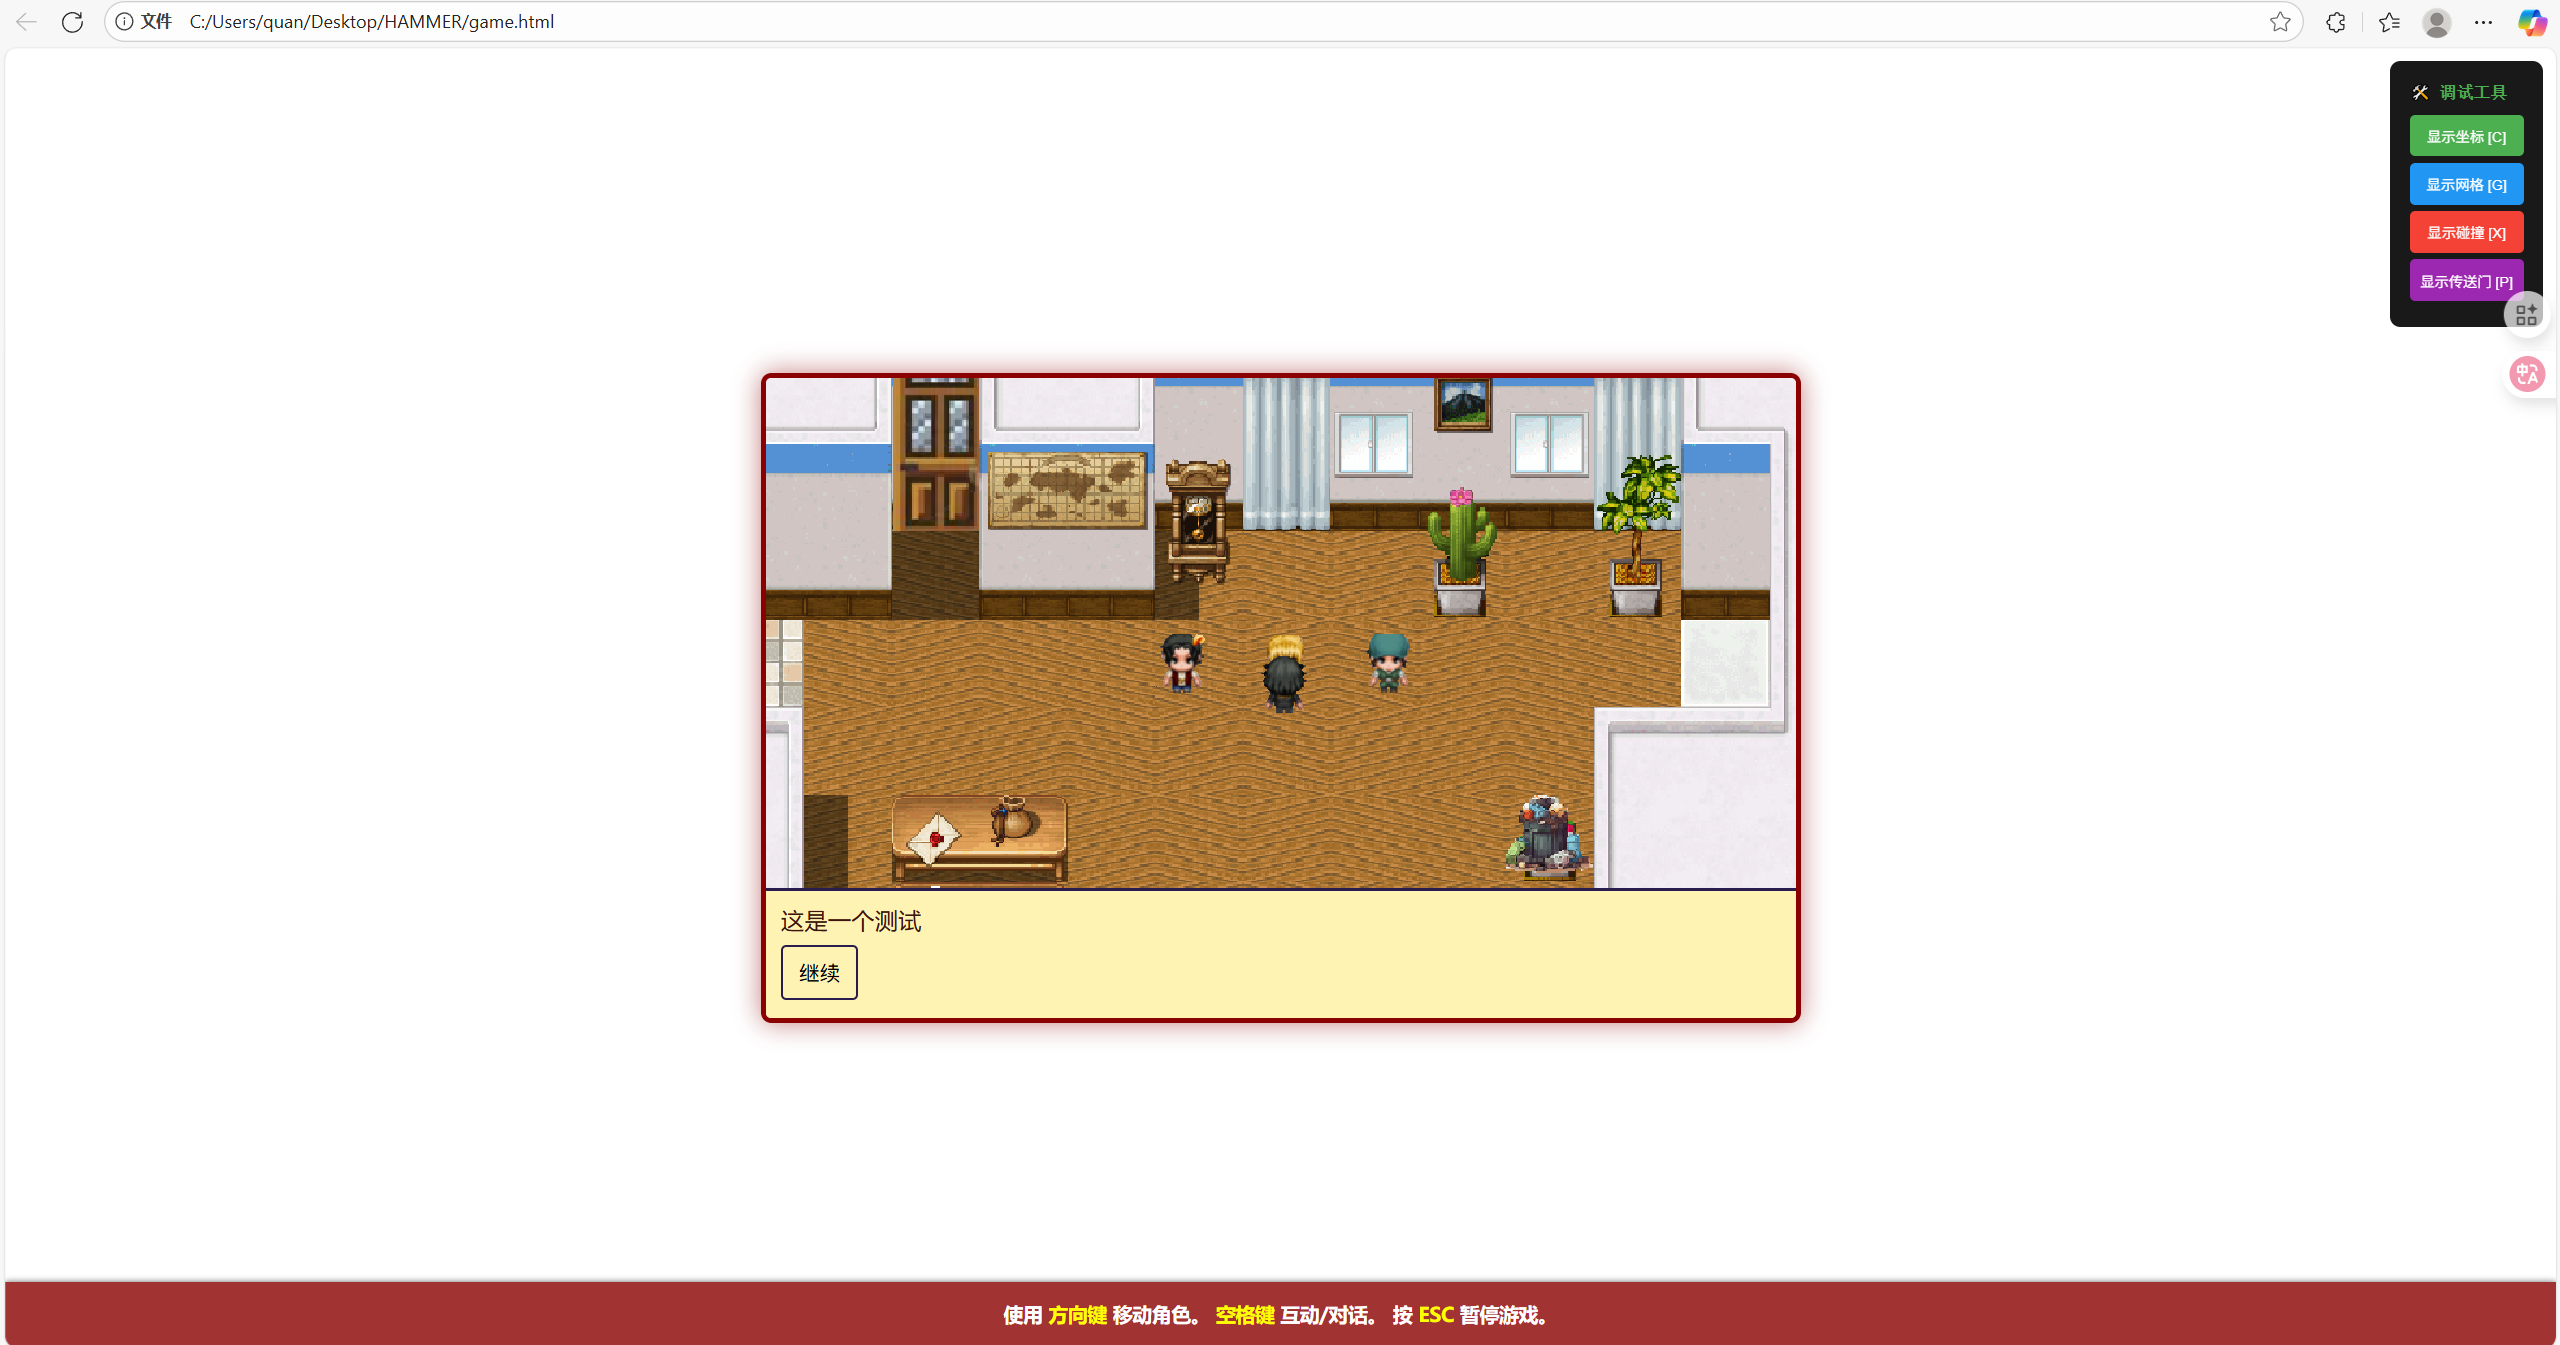 文件 C:/Users/quan/Desktop/HAMMER/game.html
调试工具
显示坐标 [C]
显示网格 [G]
显示碰撞 [X]
显示传送门 [P]
这是一个测试
继续
使用 方向键 移动角色。 空格键 互动/对话。 按 ESC 暂停游戏。